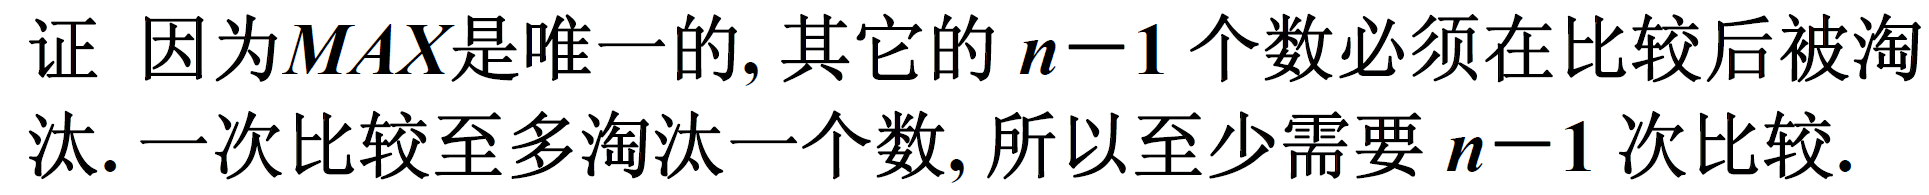 证 因为MAX是唯一的, 其它的 n－1 个数必须在比较后被淘
汰. 一次比较至多淘汰一个数, 所以至少需要 n－1 次比较.